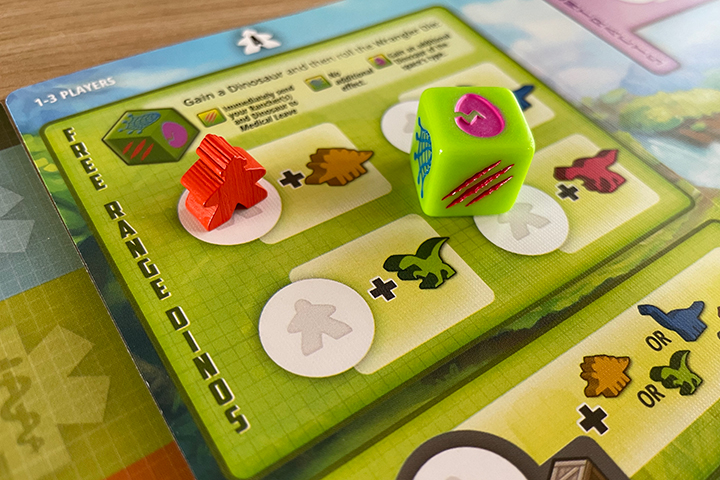 1-3 PLAYERS
Gain a Dinosaur and then roll the Wrangler Die
Immediately send
your Rancher(s)
and Dinosaur to
Medical Leave
No
additional
effect.
Gain an additional
Dinosaur of the
space's type.
FREE RANGE DINOS
OR
OR